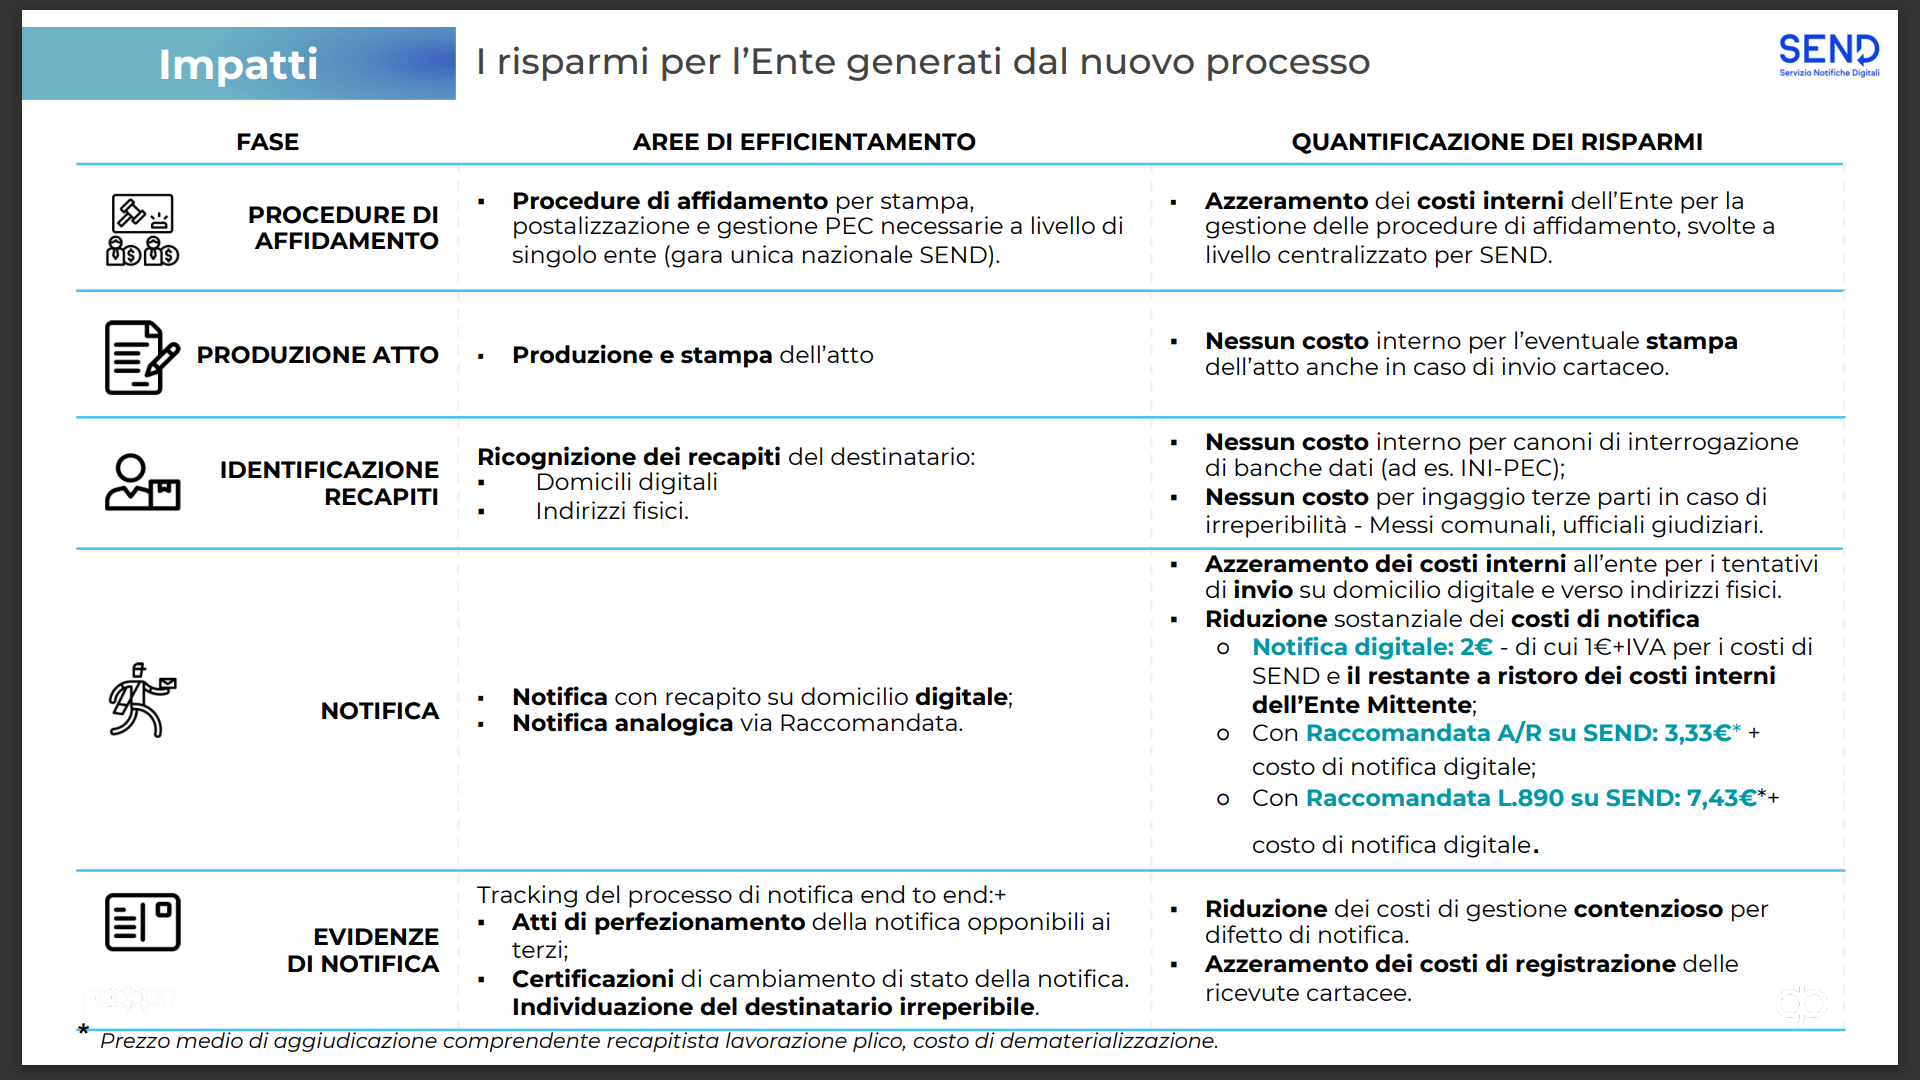 Impatti
I risparmi per l’Ente generati dal nuovo processo
SEND
Servizio Notifiche Digitali
FASE
AREE DI EFFICIENTAMENTO
QUANTIFICAZIONE DEI RISPARMI
PROCEDURE DI
AFFIDAMENTO
▪ Procedure di affidamento per stampa,
postalizzazione e gestione PEC necessarie a livello di
singolo ente (gara unica nazionale SEND).
▪ Azzeramento dei costi interni dell’Ente per la
gestione delle procedure di affidamento, svolte a
livello centralizzato per SEND.
PRODUZIONE ATTO
▪ Produzione e stampa dell’atto
▪ Nessun costo interno per l’eventuale stampa
dell’atto anche in caso di invio cartaceo.
IDENTIFICAZIONE
RECAPITI
Ricognizione dei recapiti del destinatario:
▪ Domicili digitali
▪ Indirizzi fisici.
▪ Nessun costo interno per canoni di interrogazione
di banche dati (ad es. INI-PEC);
▪ Nessun costo per ingaggio terze parti in caso di
irreperibilità - Messi comunali, ufficiali giudiziari.
NOTIFICA
▪ Notifica con recapito su domicilio digitale;
▪ Notifica analogica via Raccomandata.
▪ Azzeramento dei costi interni all’ente per i tentativi
di invio su domicilio digitale e verso indirizzi fisici.
▪ Riduzione sostanziale dei costi di notifica
○ Notifica digitale: 2€ - di cui 1€+IVA per i costi di
SEND e il restante a ristoro dei costi interni
dell’Ente Mittente;
○ Con Raccomandata A/R su SEND: 3,33€* +
costo di notifica digitale;
○ Con Raccomandata L.890 su SEND: 7,43€*+
costo di notifica digitale.
EVIDENZE
DI NOTIFICA
Tracking del processo di notifica end to end:+
▪ Atti di perfezionamento della notifica opponibili ai
terzi;
▪ Certificazioni di cambiamento di stato della notifica.
Individuazione del destinatario irreperibile.
▪ Riduzione dei costi di gestione contenzioso per
difetto di notifica.
▪ Azzeramento dei costi di registrazione delle
ricevute cartacee.
* Prezzo medio di aggiudicazione comprendente recapitista lavorazione plico, costo di dematerializzazione.